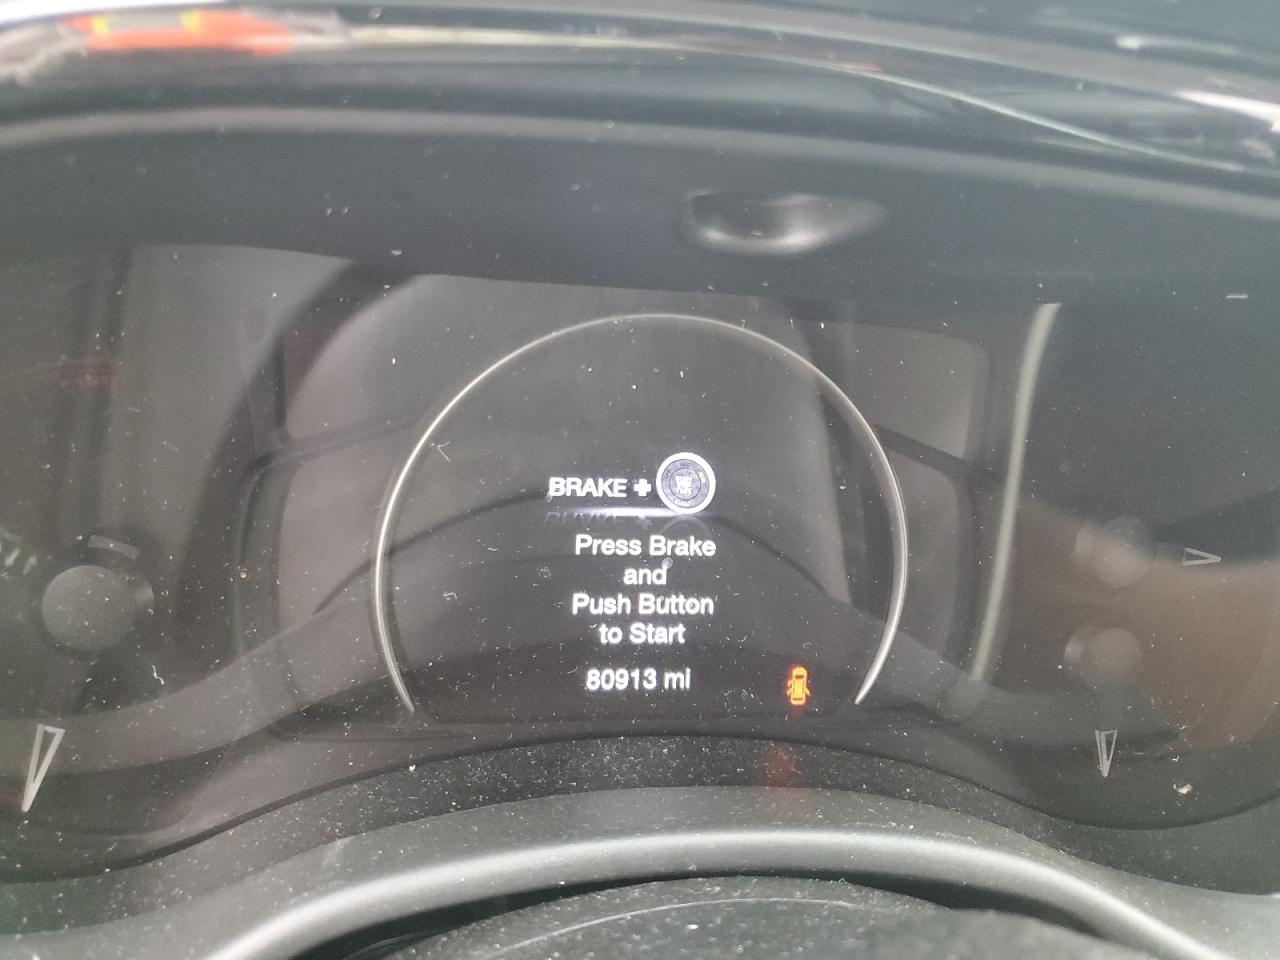 BRAKE +
Press Brake
and
Push Button
to Start
80913 mi